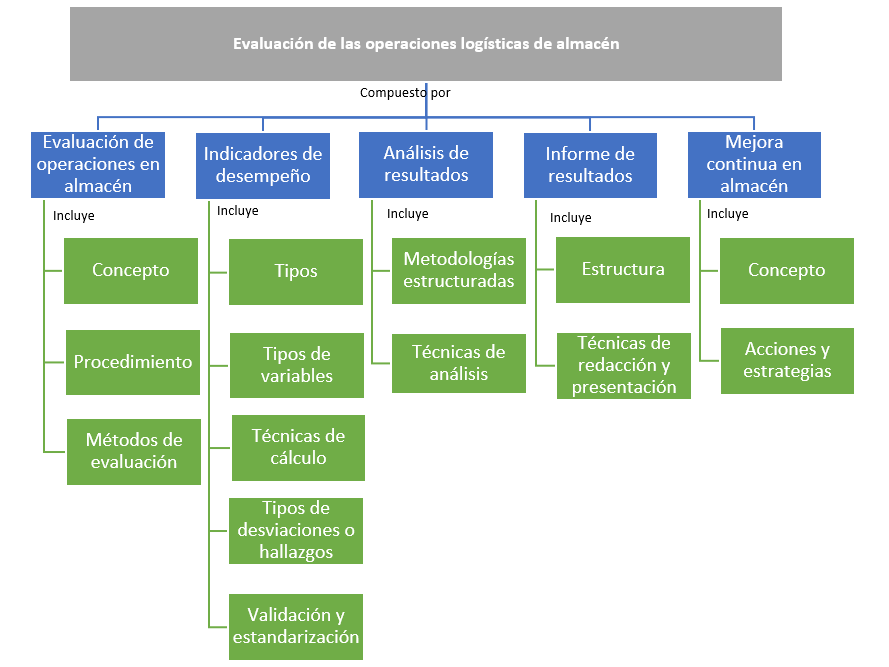 Evaluación de las operaciones logísticas de almacén
Compuesto por
Evaluación de
operaciones en
almacén
Indicadores de
desempeño
Análisis de
resultados
Informe de
resultados
Mejora
continua en
almacén
Incluye
Incluye
Incluye
Incluye
Incluye
Concepto
Procedimiento
Métodos de
evaluación
Tipos
Tipos de
variables
Técnicas de
cálculo
Tipos de
desviaciones o
hallazgos
Validación y
estandarización
Metodologías
estructuradas
Técnicas de
análisis
Estructura
Técnicas de
redacción y
presentación
Concepto
Acciones y
estrategias